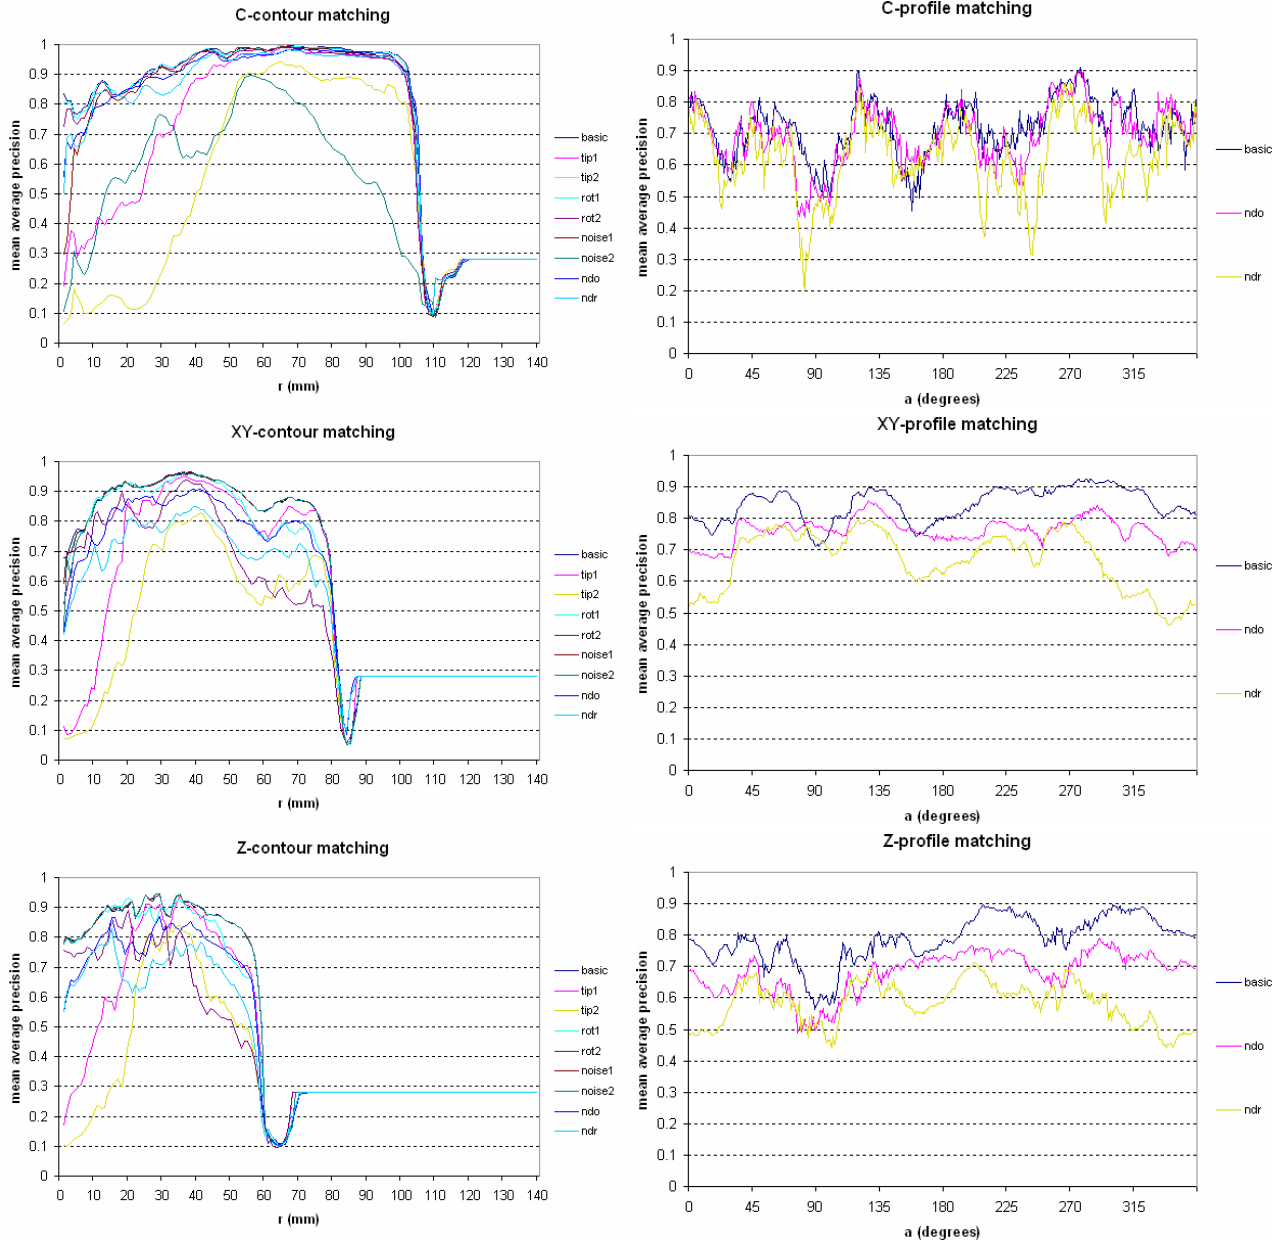 C-contour matching
mean average precision
1
0.9
0.8
0.7
0.6
0.5
0.4
0.3
0.2
0.1
0
0 10 20 30 40 50 60 70 80 90 100 110 120 130 140
r (mm)
basic
tip1
tip2
rot1
rot2
noise1
noise2
ndo
ndr
C-profile matching
mean average precision
1
0.9
0.8
0.7
0.6
0.5
0.4
0.3
0.2
0.1
0
0 45 90 135 180 225 270 315
a (degrees)
basic
ndo
ndr
XY-contour matching
mean average precision
1
0.9
0.8
0.7
0.6
0.5
0.4
0.3
0.2
0.1
0
0 10 20 30 40 50 60 70 80 90 100 110 120 130 140
r (mm)
basic
tip1
tip2
rot1
rot2
noise1
noise2
ndo
ndr
XY-profile matching
mean average precision
1
0.9
0.8
0.7
0.6
0.5
0.4
0.3
0.2
0.1
0
0 45 90 135 180 225 270 315
a (degrees)
basic
ndo
ndr
Z-contour matching
mean average precision
1
0.9
0.8
0.7
0.6
0.5
0.4
0.3
0.2
0.1
0
0 10 20 30 40 50 60 70 80 90 100 110 120 130 140
r (mm)
basic
tip1
tip2
rot1
rot2
noise1
noise2
ndo
ndr
Z-profile matching
mean average precision
1
0.9
0.8
0.7
0.6
0.5
0.4
0.3
0.2
0.1
0
0 45 90 135 180 225 270 315
a (degrees)
basic
ndo
ndr